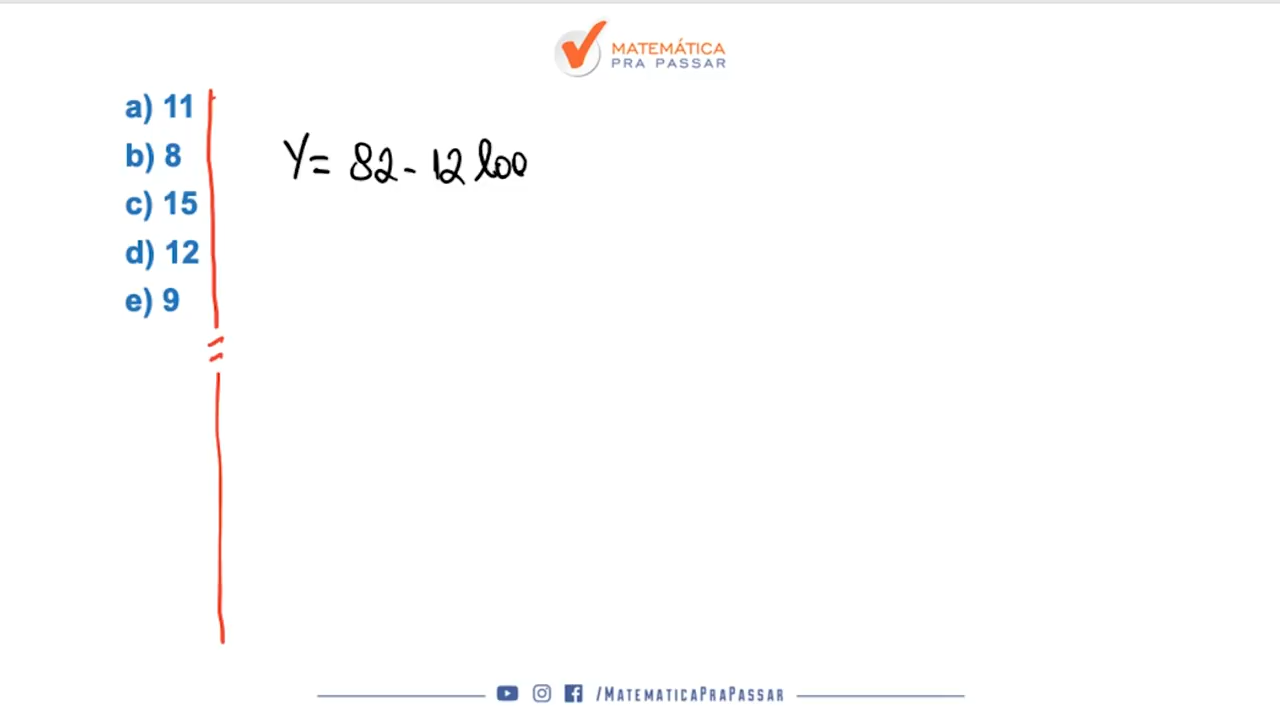 MATEMÁTICA
PRA PASSAR
a) 11
b) 8
c) 15
d) 12
e) 9
Y = 82 - 12 loo
/MATEMATICAPRAPASSAR